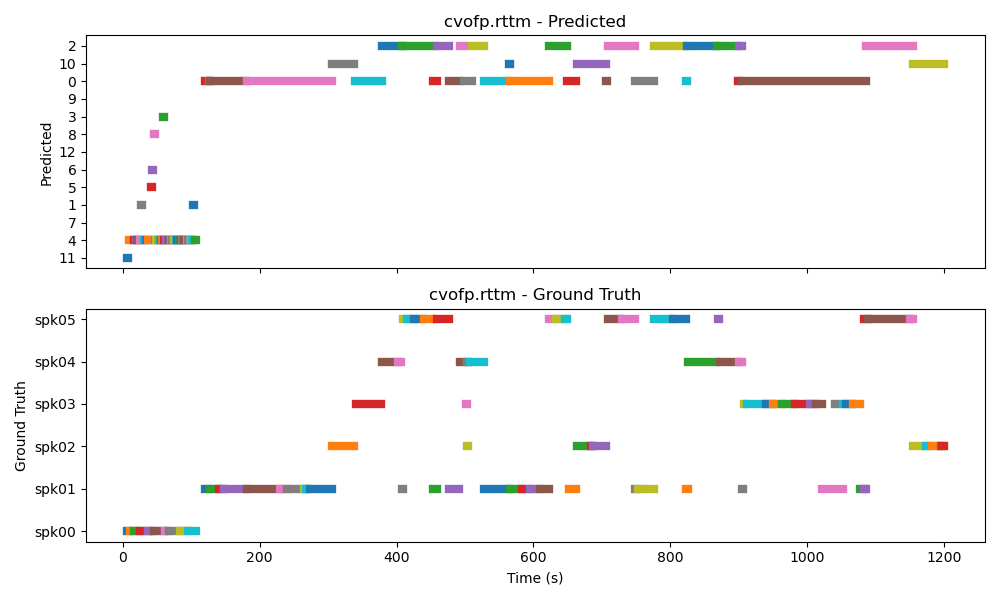 cvofp.rttm - Predicted
2
10
0
9
3
8
12
6
5
1
7
4
11
Predicted
cvofp.rttm - Ground Truth
spk05
spk04
spk03
spk02
spk01
spk00
Ground Truth
0 200 400 600 800 1000 1200
Time (s)